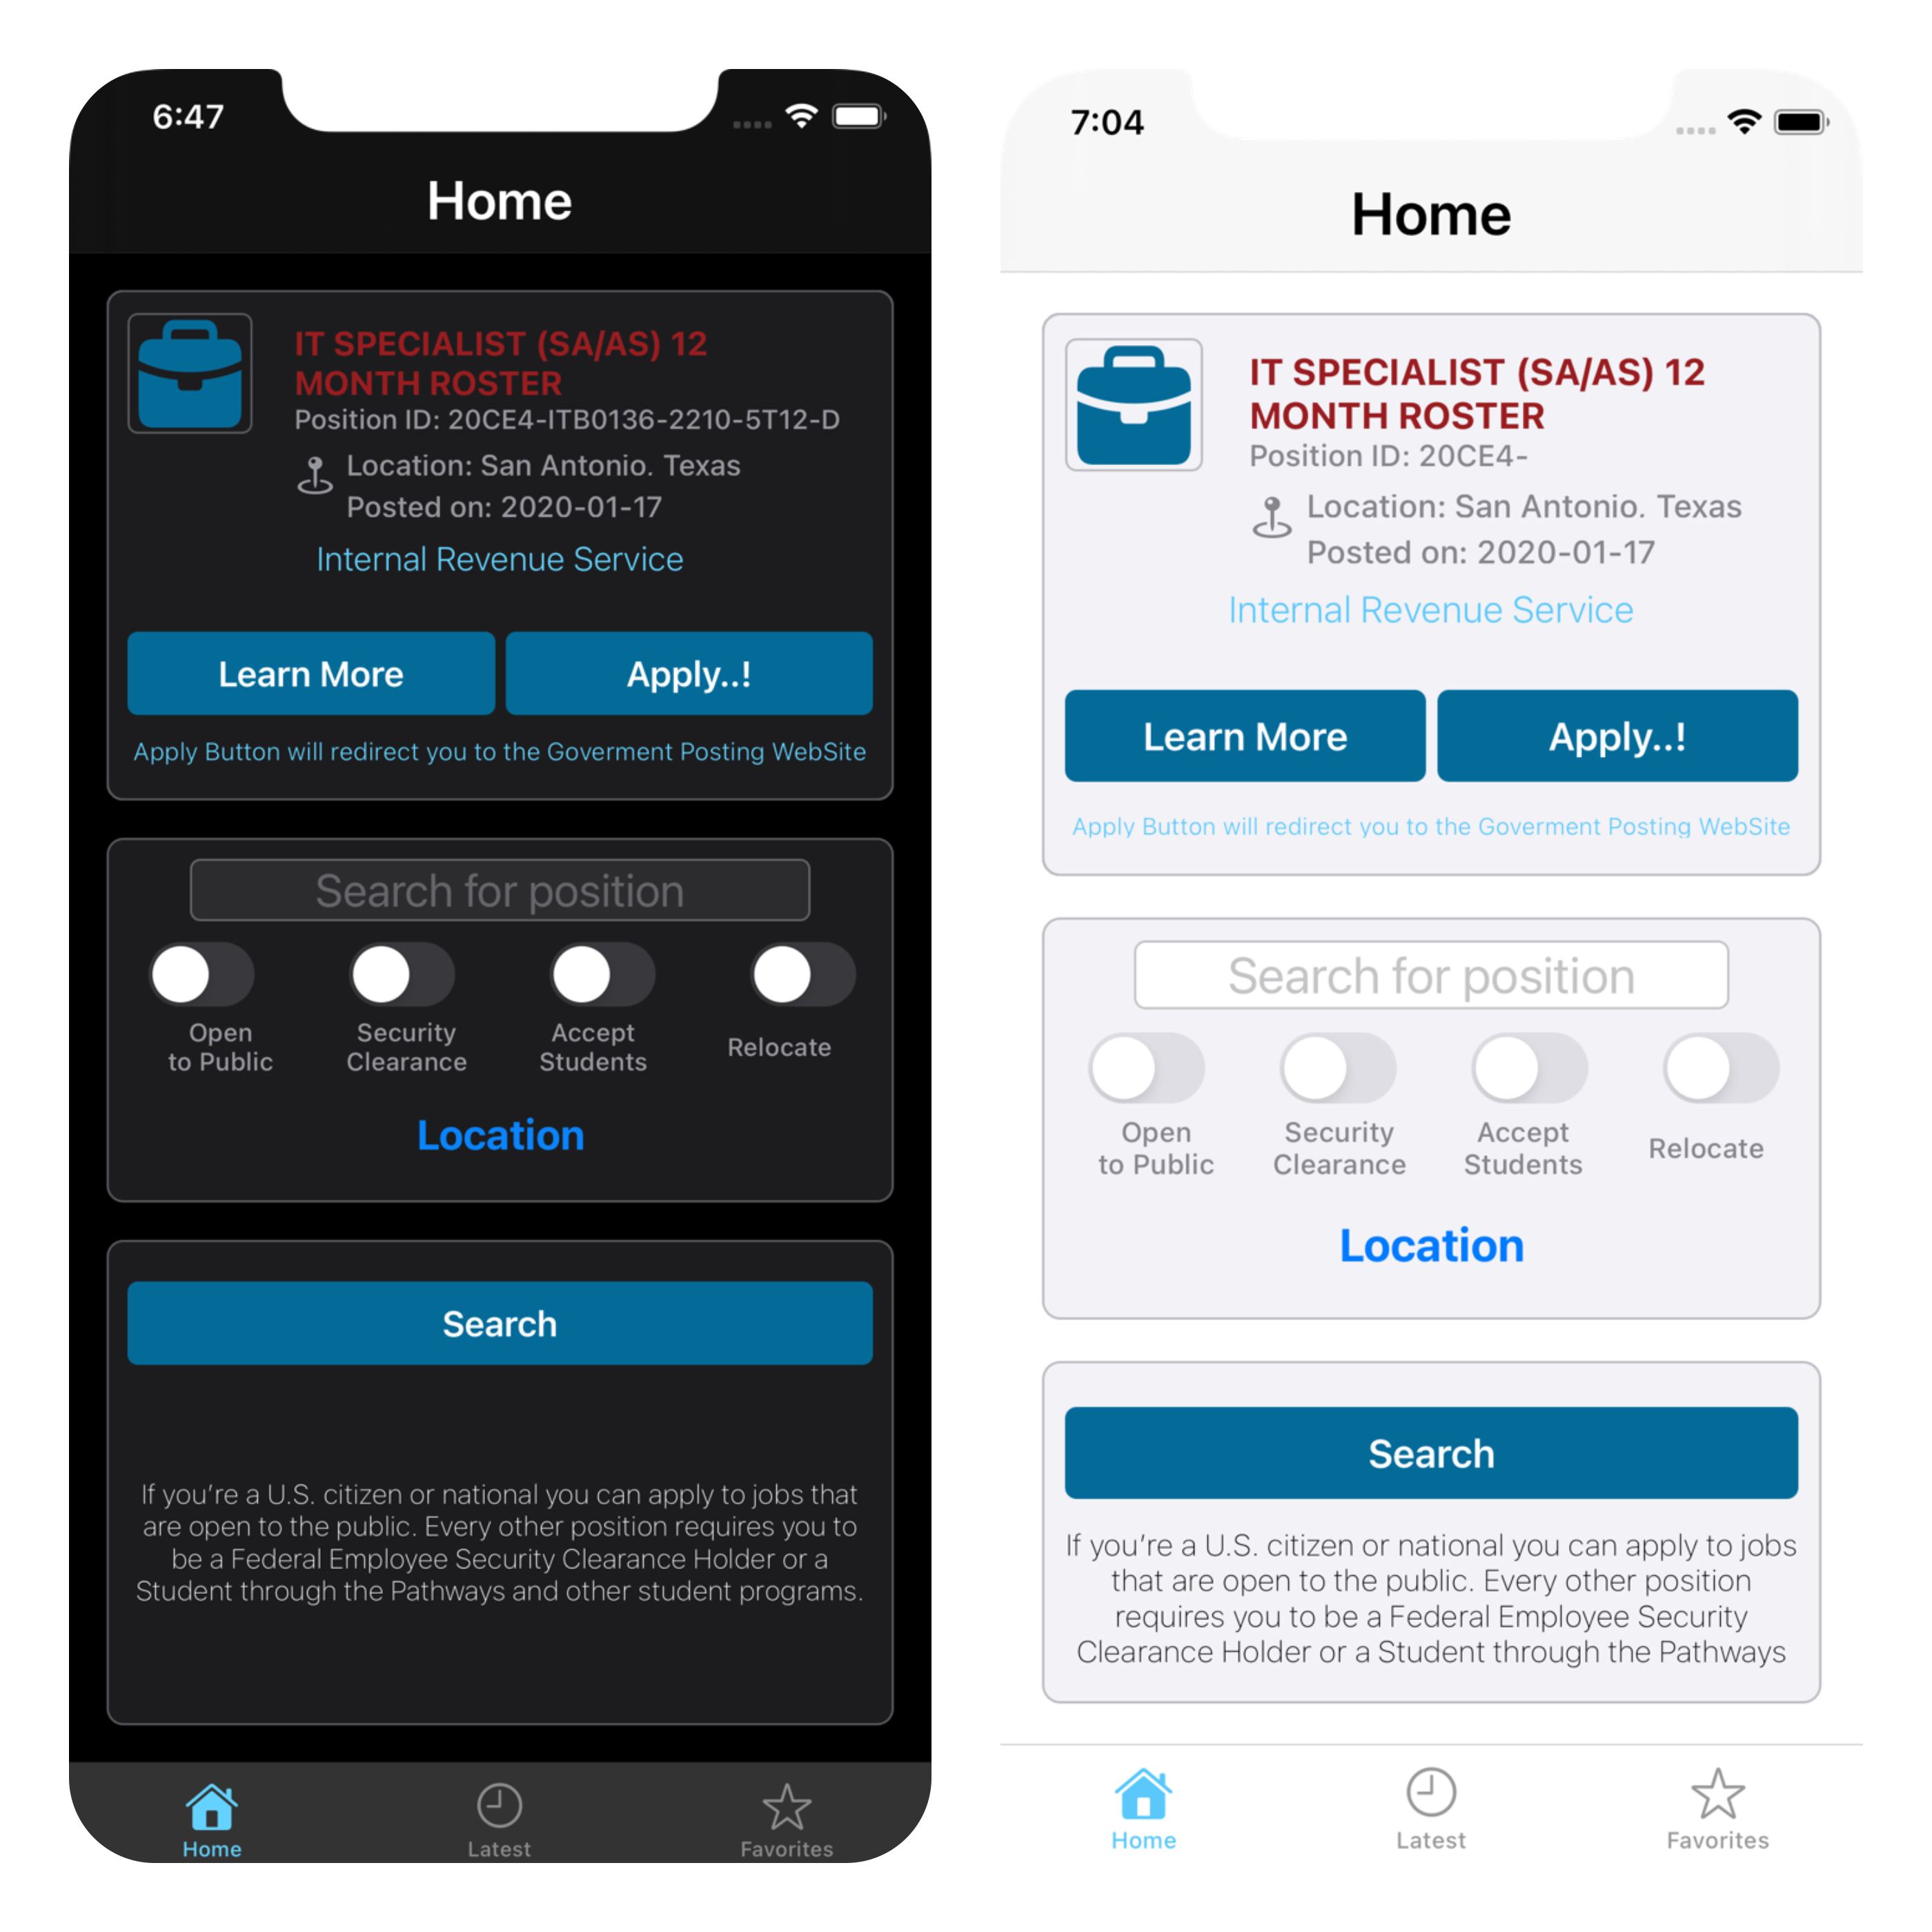 6:47
Home
IT SPECIALIST (SA/AS) 12
MONTH ROSTER
Position ID: 20CE4-ITB0136-2210-5T12-D
Location: San Antonio. Texas
Posted on: 2020-01-17
Internal Revenue Service
Learn More
Apply..!
Apply Button will redirect you to the Goverment Posting WebSite
Search for position
Open
to Public
Security
Clearance
Accept
Students
Relocate
Location
Search
If you're a U.S. citizen or national you can apply to jobs that
are open to the public. Every other position requires you to
be a Federal Employee Security Clearance Holder or a
Student through the Pathways and other student programs.
Home
Latest
Favorites
7:04
Home
IT SPECIALIST (SA/AS) 12
MONTH ROSTER
Position ID: 20CE4-
Location: San Antonio. Texas
Posted on: 2020-01-17
Internal Revenue Service
Learn More
Apply..!
Apply Button will redirect you to the Goverment Posting WebSite
Search for position
Open
to Public
Security
Clearance
Accept
Students
Relocate
Location
Search
If you're a U.S. citizen or national you can apply to jobs
that are open to the public. Every other position
requires you to be a Federal Employee Security
Clearance Holder or a Student through the Pathways
Home
Latest
Favorites